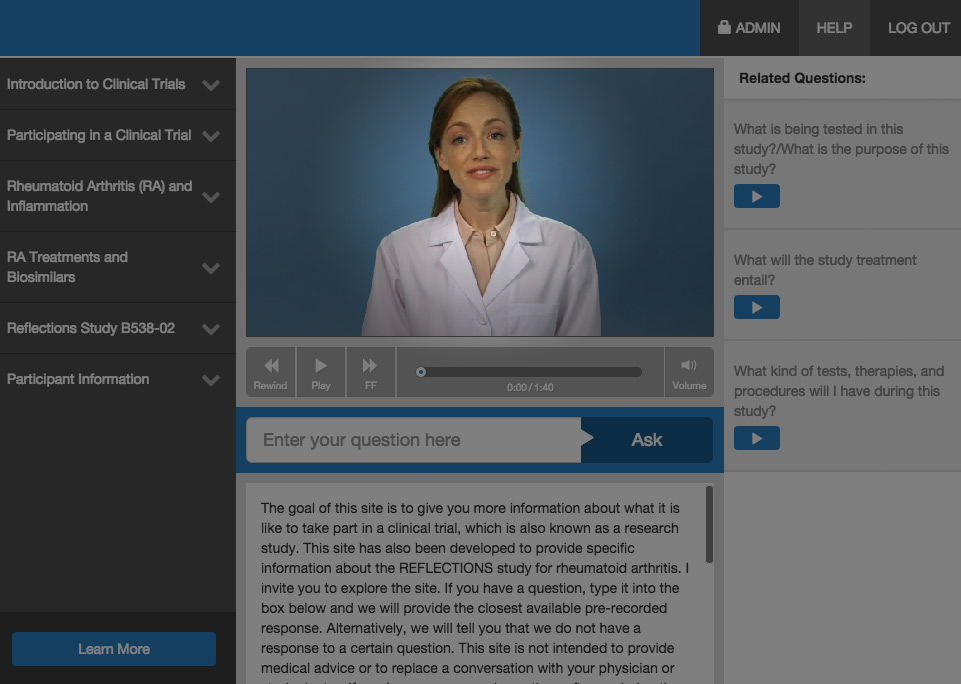 ADMIN HELP LOG OUT
Introduction to Clinical Trials
Participating in a Clinical Trial
Rheumatoid Arthritis (RA) and
Inflammation
RA Treatments and
Biosimilars
Reflections Study B538-02
Participant Information
Learn More
Rewind Play FF 0:00 / 1:40 Volume
Enter your question here Ask
The goal of this site is to give you more information about what it is
like to take part in a clinical trial, which is also known as a research
study. This site has also been developed to provide specific
information about the REFLECTIONS study for rheumatoid arthritis. I
invite you to explore the site. If you have a question, type it into the
box below and we will provide the closest available pre-recorded
response. Alternatively, we will tell you that we do not have a
response to a certain question. This site is not intended to provide
medical advice or to replace a conversation with your physician or
Related Questions:
What is being tested in this
study?/What is the purpose of this
study?
What will the study treatment
entail?
What kind of tests, therapies, and
procedures will I have during this
study?